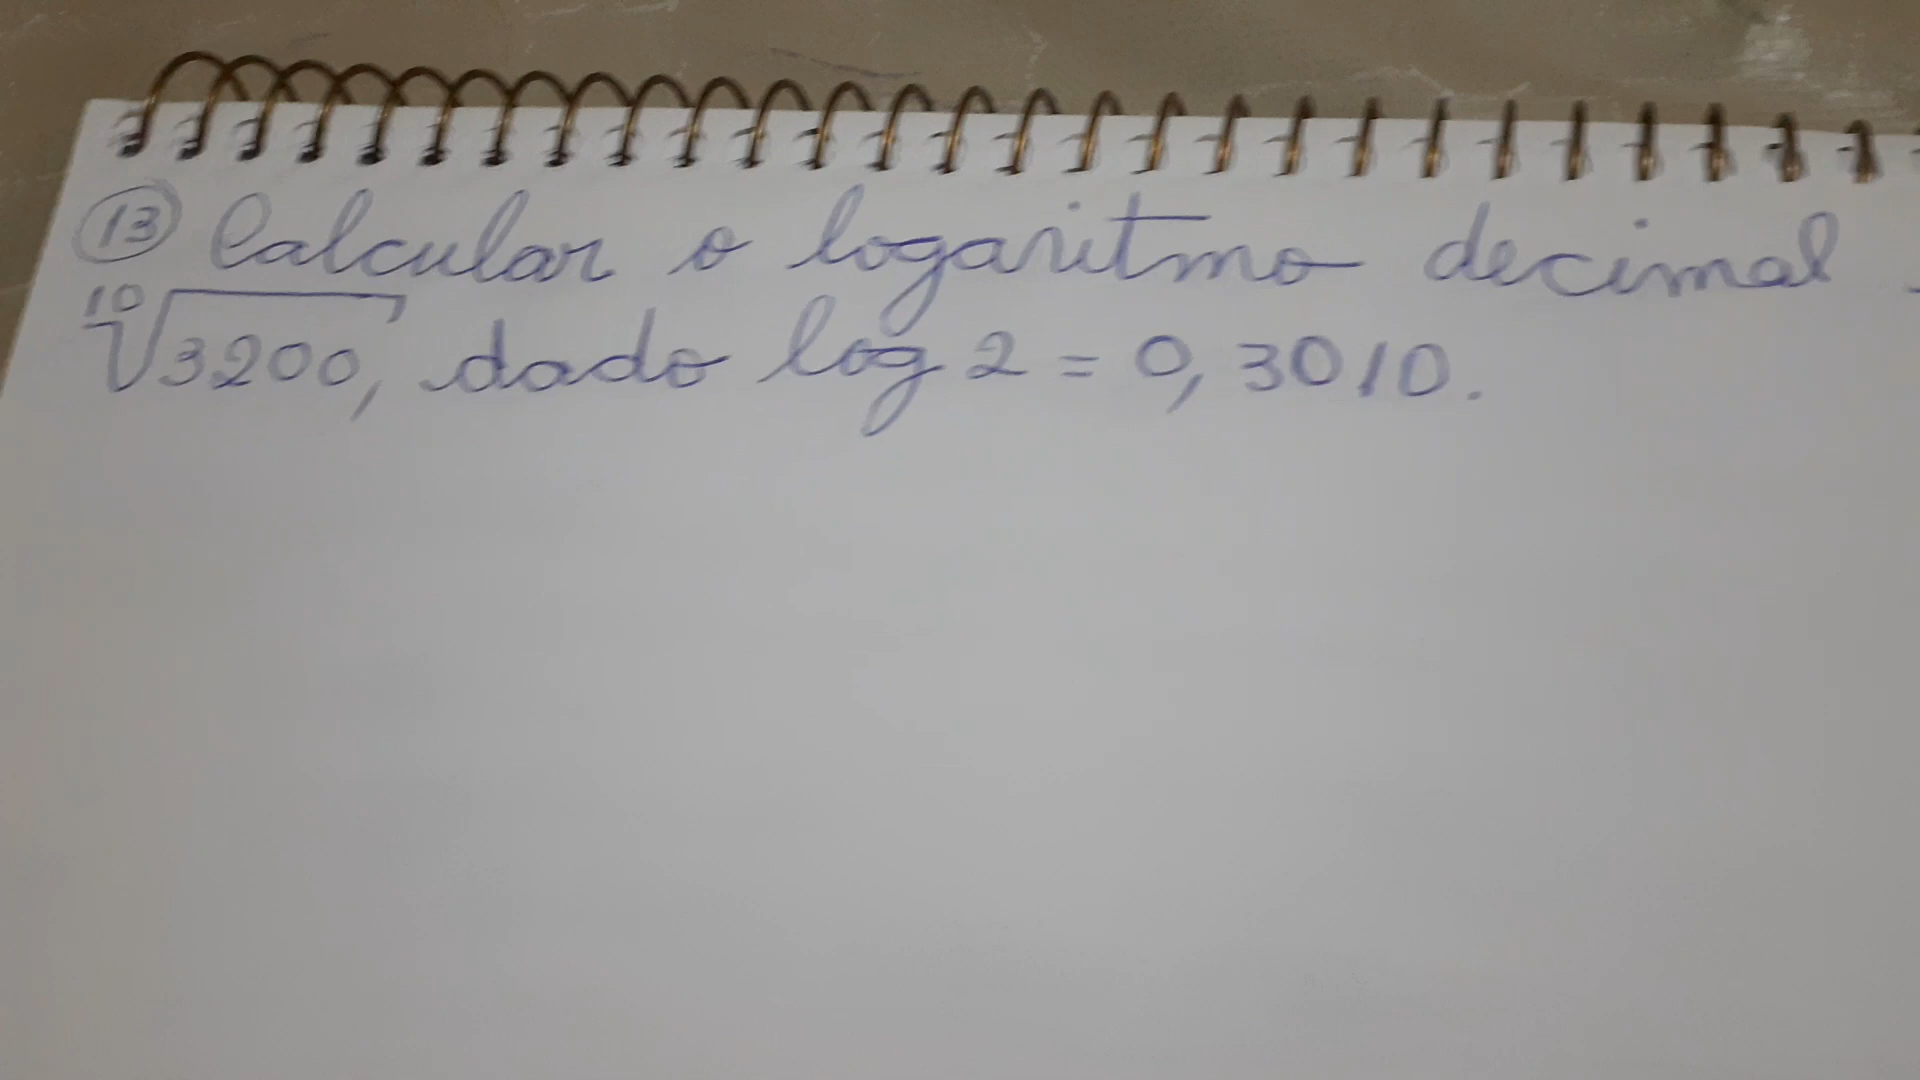 13 Calcular o logaritmo decimal
¹⁰√3200, dado log 2 = 0,3010.